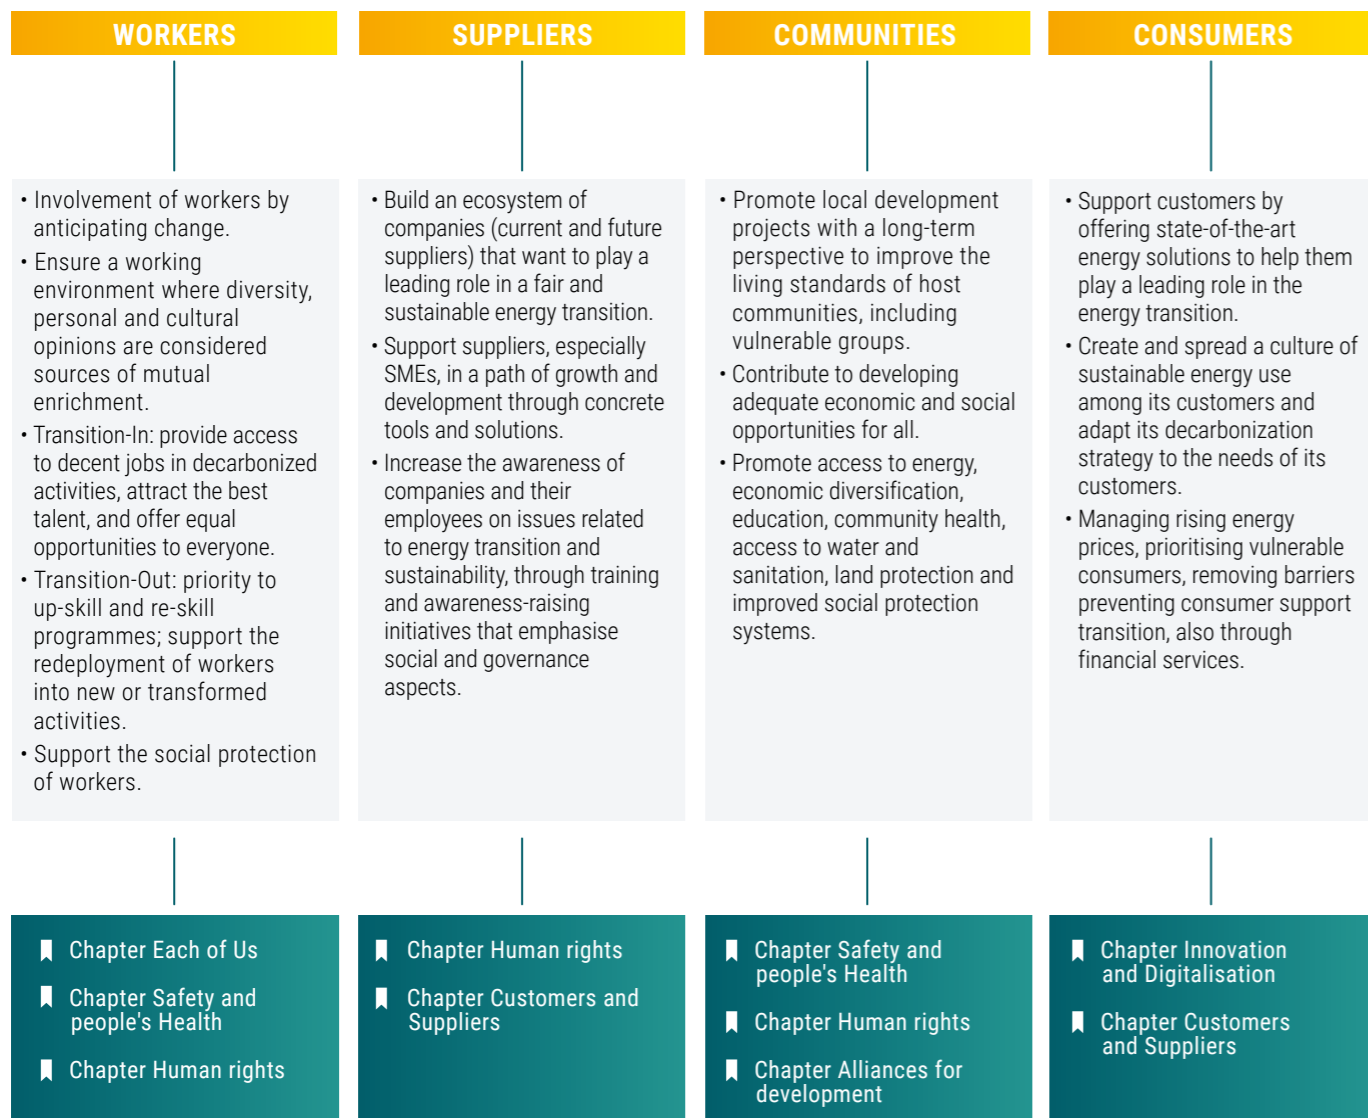 WORKERS
• Involvement of workers by
anticipating change.
• Ensure a working
environment where diversity,
personal and cultural
opinions are considered
sources of mutual
enrichment.
• Transition-In: provide access
to decent jobs in decarbonized
activities, attract the best
talent, and offer equal
opportunities to everyone.
• Transition-Out: priority to
up-skill and re-skill
programmes; support the
redeployment of workers
into new or transformed
activities.
• Support the social protection
of workers.
Chapter Each of Us
Chapter Safety and
people's Health
Chapter Human rights
SUPPLIERS
• Build an ecosystem of
companies (current and future
suppliers) that want to play a
leading role in a fair and
sustainable energy transition.
• Support suppliers, especially
SMEs, in a path of growth and
development through concrete
tools and solutions.
• Increase the awareness of
companies and their
employees on issues related
to energy transition and
sustainability, through training
and awareness-raising
initiatives that emphasise
social and governance
aspects.
Chapter Human rights
Chapter Customers and
Suppliers
COMMUNITIES
• Promote local development
projects with a long-term
perspective to improve the
living standards of host
communities, including
vulnerable groups.
• Contribute to developing
adequate economic and social
opportunities for all.
• Promote access to energy,
economic diversification,
education, community health,
access to water and
sanitation, land protection and
improved social protection
systems.
Chapter Safety and
people's Health
Chapter Human rights
Chapter Alliances for
development
CONSUMERS
• Support customers by
offering state-of-the-art
energy solutions to help them
play a leading role in the
energy transition.
• Create and spread a culture of
sustainable energy use
among its customers and
adapt its decarbonization
strategy to the needs of its
customers.
• Managing rising energy
prices, prioritising vulnerable
consumers, removing barriers
preventing consumer support
transition, also through
financial services.
Chapter Innovation
and Digitalisation
Chapter Customers
and Suppliers